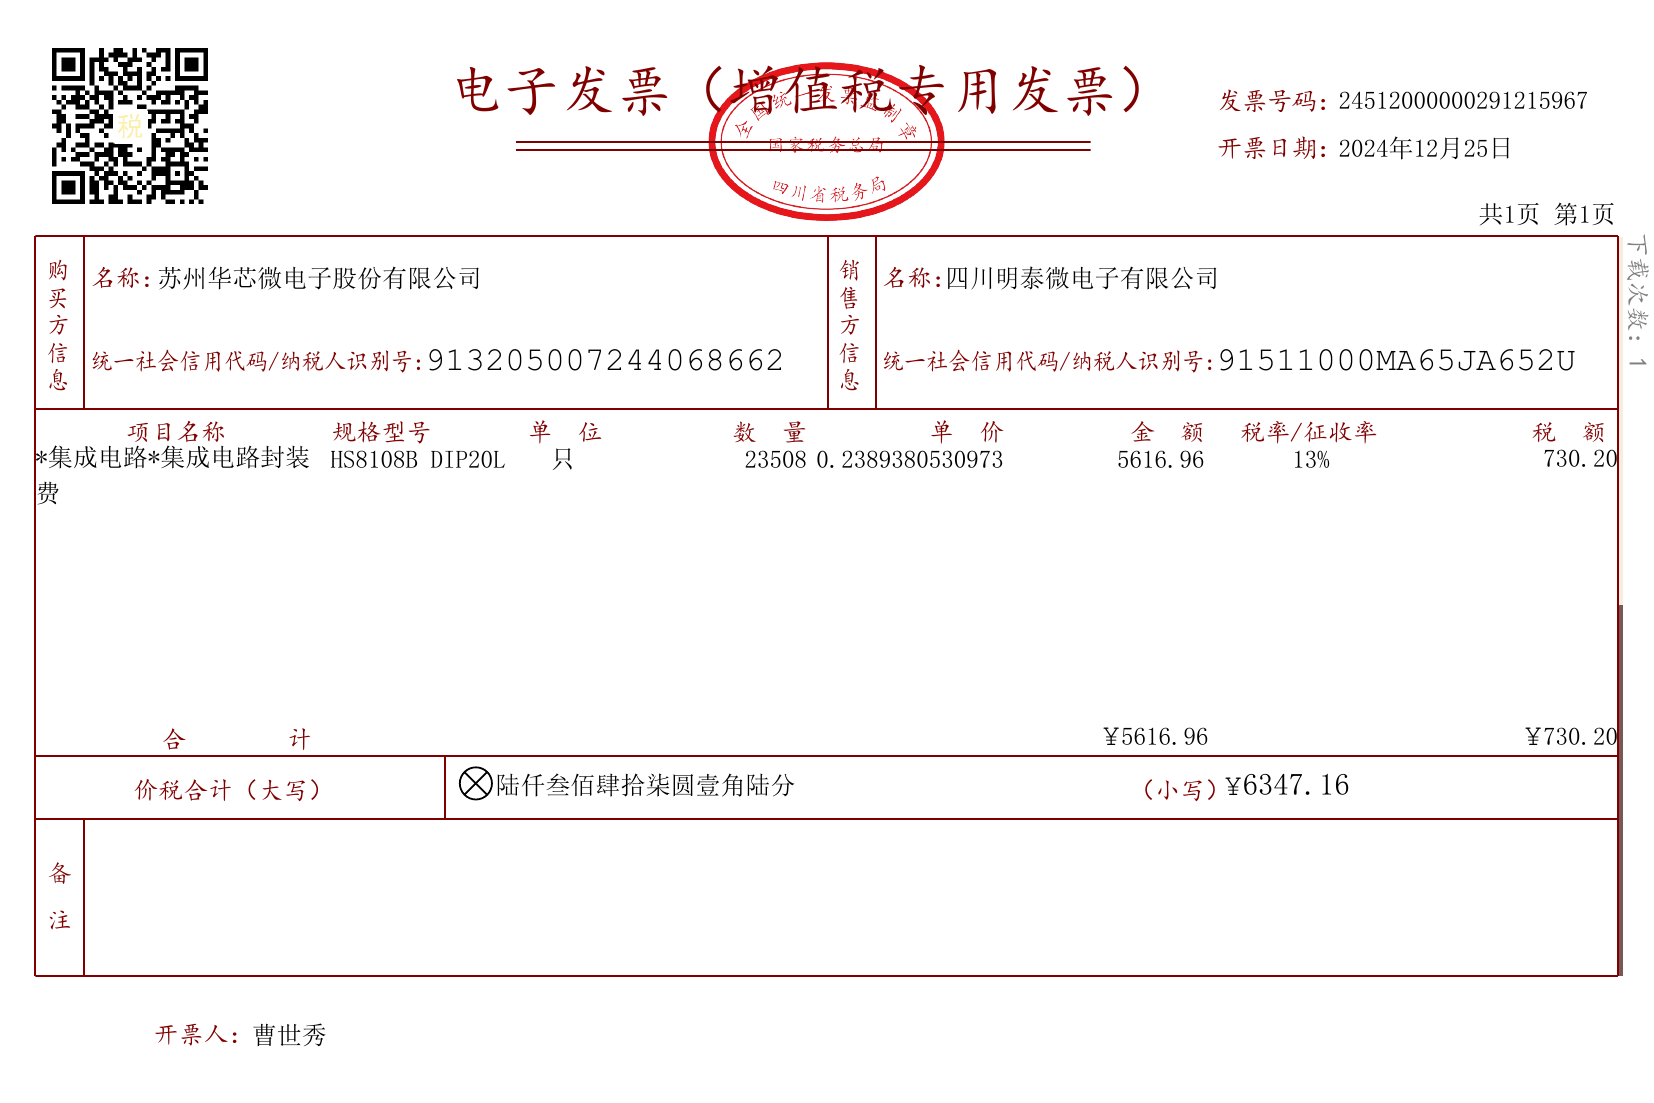 电子发票（增值税专用发票）
全国统一发票监制章
国家税务总局
四川省税务局
税
发票号码：24512000000291215967
开票日期：2024年12月25日
共1页 第1页
下载次数：1
购买方信息
名称：苏州华芯微电子股份有限公司
统一社会信用代码/纳税人识别号：913205007244068662
销售方信息
名称：四川明泰微电子有限公司
统一社会信用代码/纳税人识别号：91511000MA65JA652U
项目名称 规格型号 单 位 数 量 单 价 金 额 税率/征收率 税 额
*集成电路*集成电路封装 HS8108B DIP20L 只 23508 0.2389380530973 5616.96 13% 730.20
费
合 计 ¥5616.96 ¥730.20
价税合计（大写） 陆仟叁佰肆拾柒圆壹角陆分 （小写）¥6347.16
备注
开票人：曹世秀